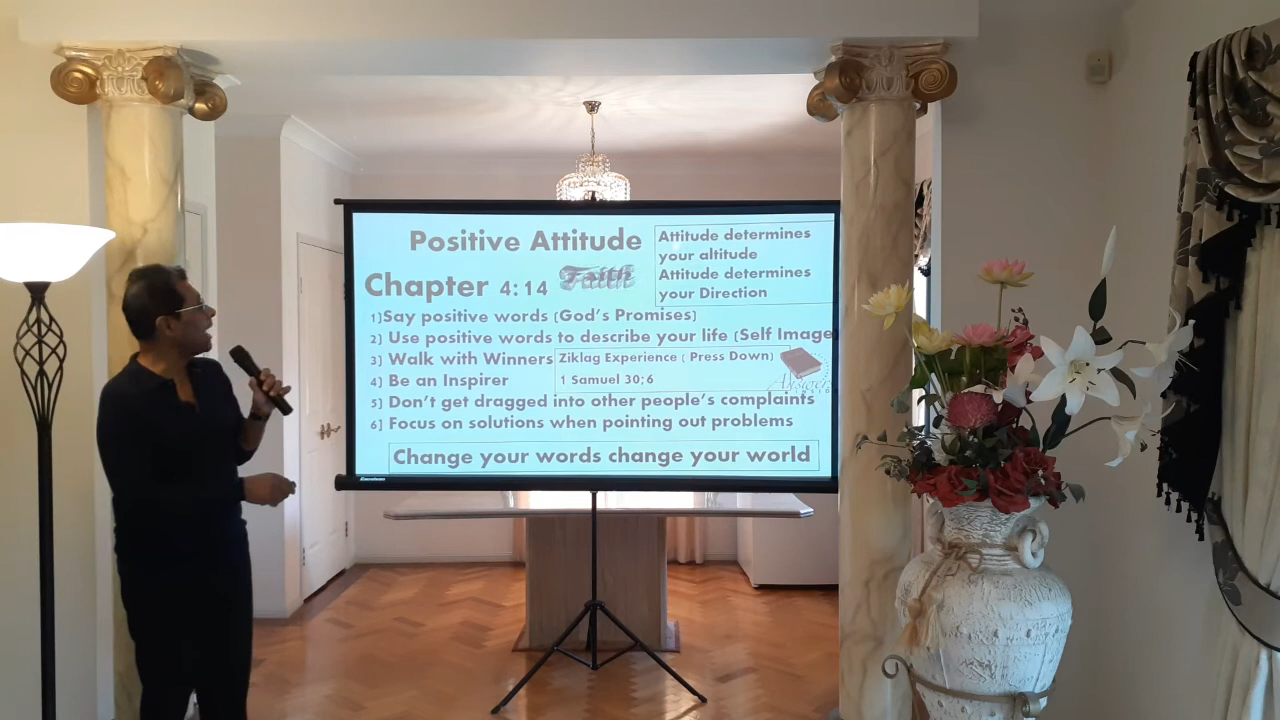 Positive Attitude
Attitude determines
your altitude
Attitude determines
your Direction
Chapter 4:14 Faith
1)Say positive words (God's Promises)
2) Use positive words to describe your life (Self Image
3) Walk with Winners
Ziklag Experience ( Press Down)
4) Be an Inspirer
1 Samuel 30;6
Answers
5) Don't get dragged into other people's complaints
6) Focus on solutions when pointing out problems
Change your words change your world